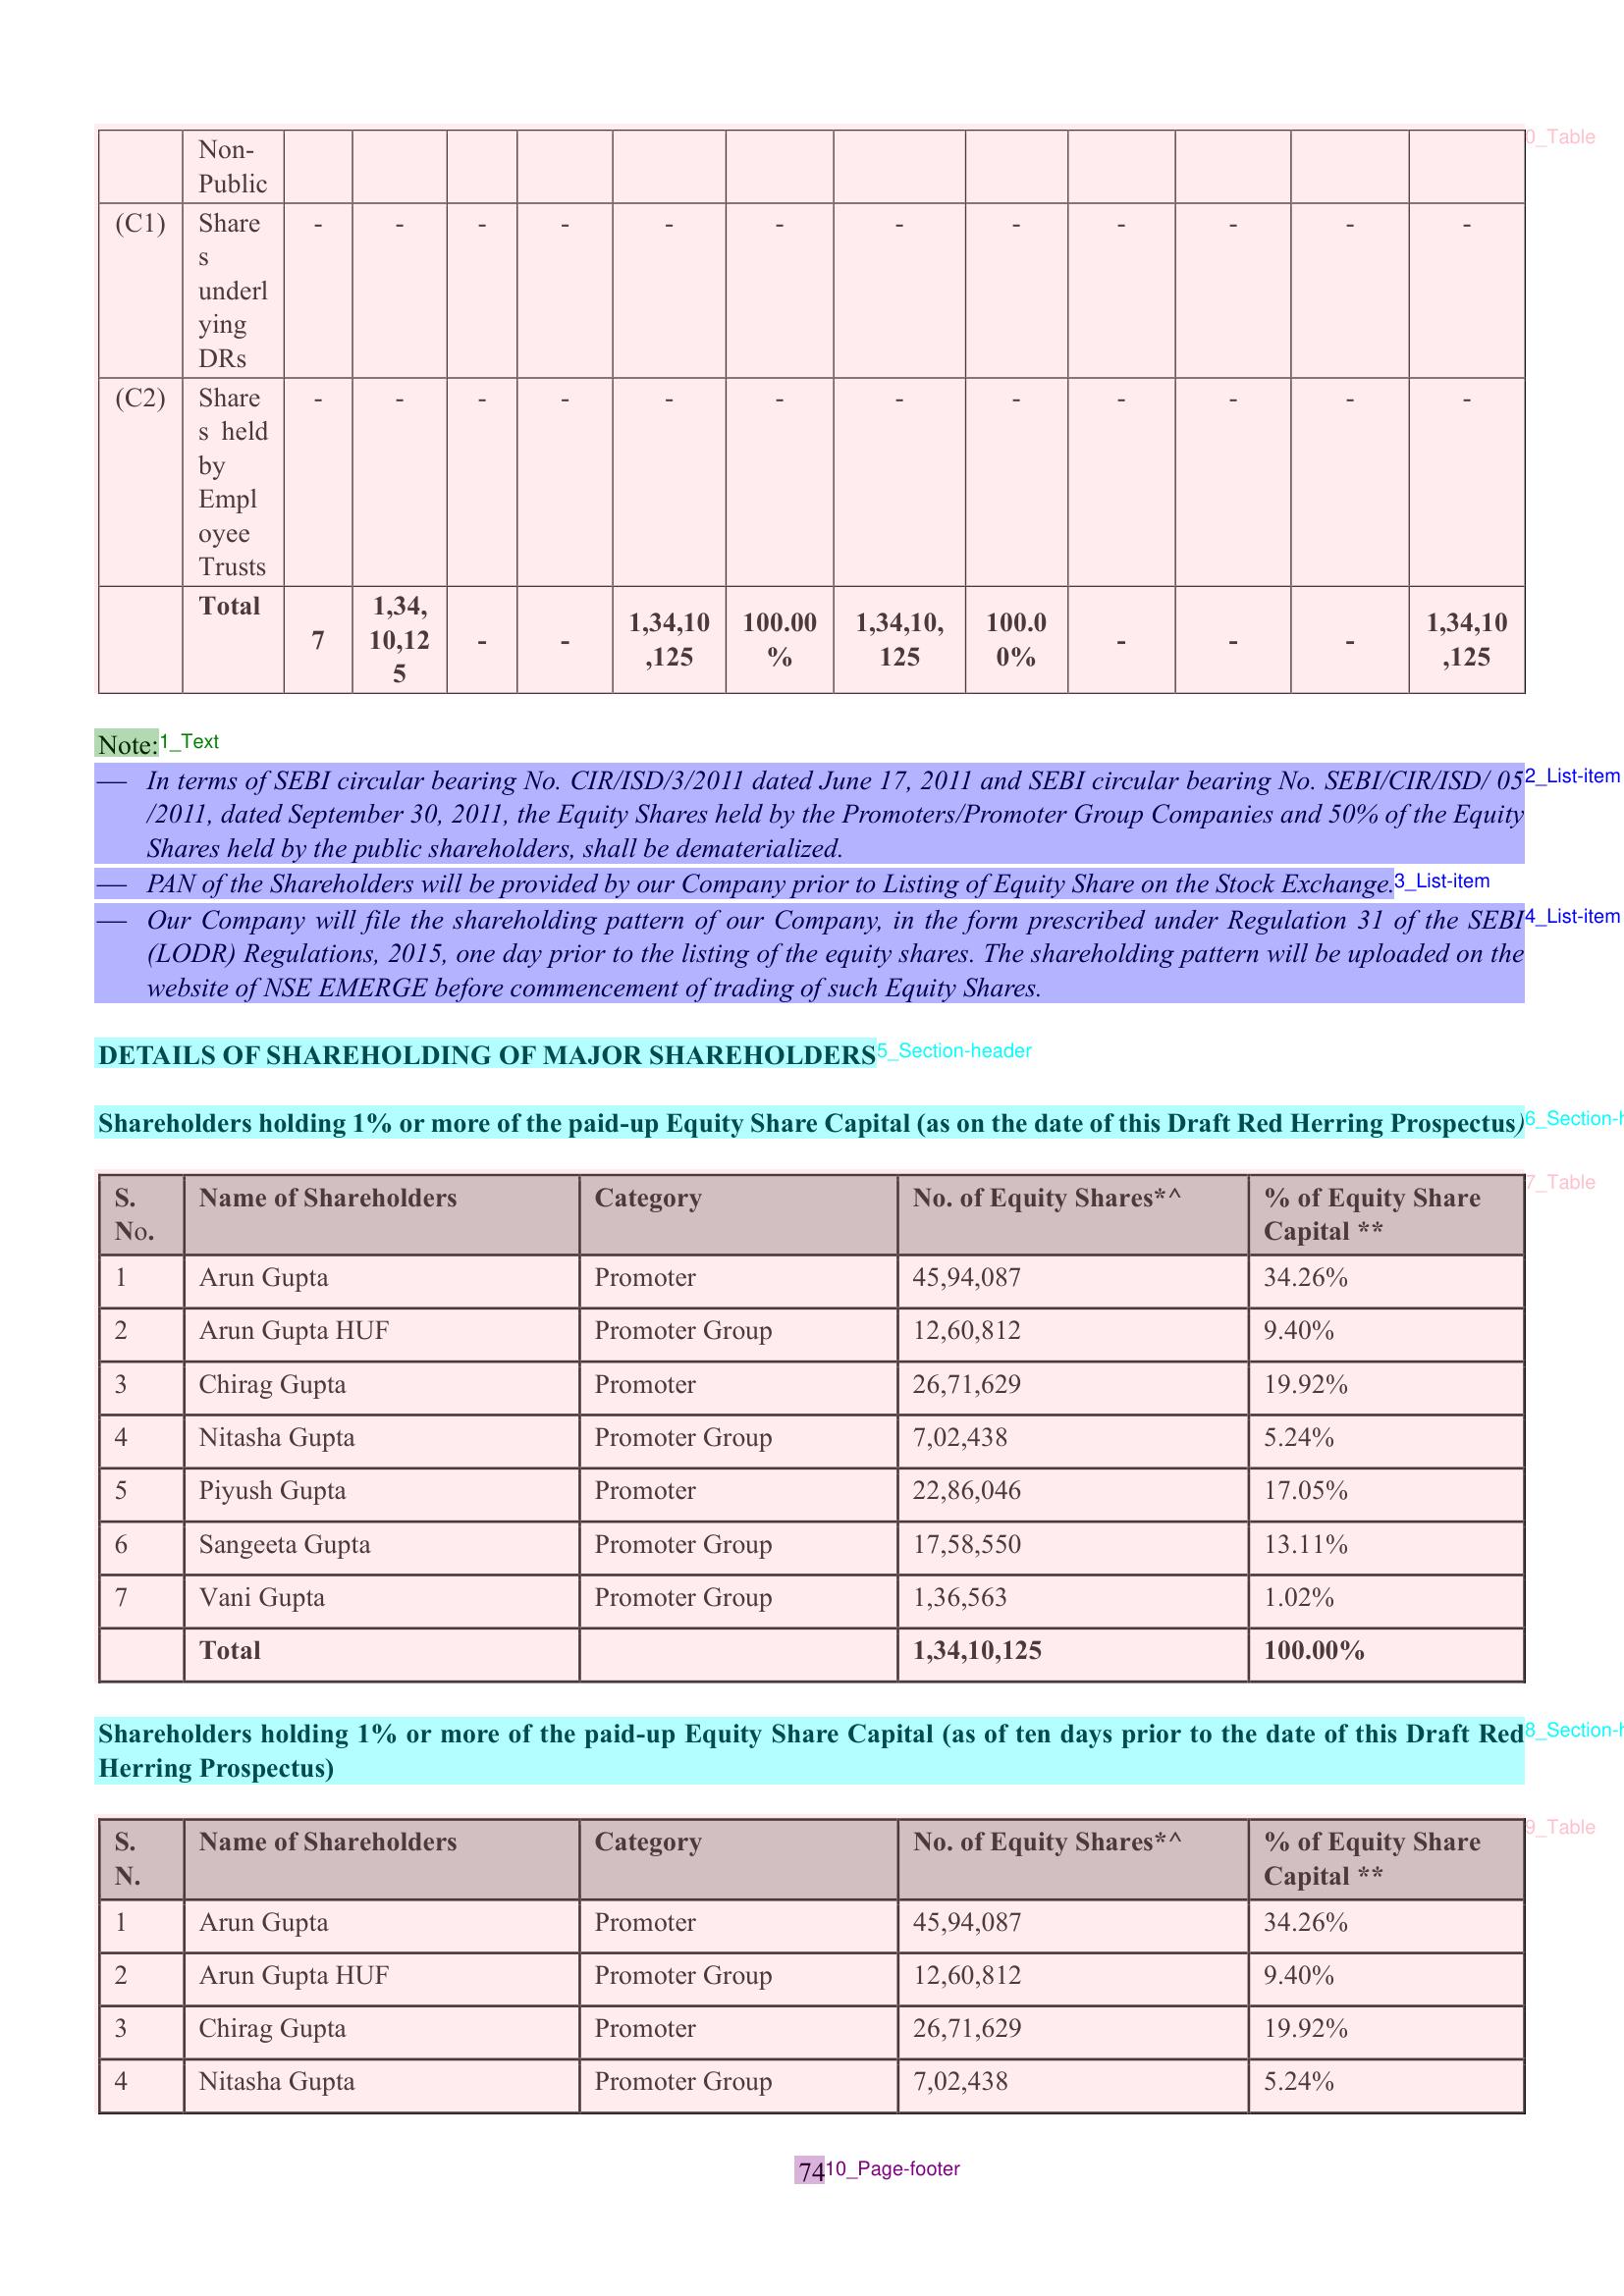 Non-
Public
0_Table
(C1) Share - - - - - - - - - - - -
s
underl
ying
DRs
(C2) Share - - - - - - - - - - - -
s held
by
Empl
oyee
Trusts
Total 7 1,34, - - 1,34,10 100.00 1,34,10, 100.0 - - - 1,34,10
10,12 ,125 % 125 0% ,125
5
Note: 1_Text
— In terms of SEBI circular bearing No. CIR/ISD/3/2011 dated June 17, 2011 and SEBI circular bearing No. SEBI/CIR/ISD/ 05 2_List-item
/2011, dated September 30, 2011, the Equity Shares held by the Promoters/Promoter Group Companies and 50% of the Equity
Shares held by the public shareholders, shall be dematerialized.
— PAN of the Shareholders will be provided by our Company prior to Listing of Equity Share on the Stock Exchange. 3_List-item
— Our Company will file the shareholding pattern of our Company, in the form prescribed under Regulation 31 of the SEBI 4_List-item
(LODR) Regulations, 2015, one day prior to the listing of the equity shares. The shareholding pattern will be uploaded on the
website of NSE EMERGE before commencement of trading of such Equity Shares.
DETAILS OF SHAREHOLDING OF MAJOR SHAREHOLDERS 5_Section-header
Shareholders holding 1% or more of the paid-up Equity Share Capital (as on the date of this Draft Red Herring Prospectus) 6_Section-h
7_Table
S. Name of Shareholders Category No. of Equity Shares*^ % of Equity Share
No. Capital **
1 Arun Gupta Promoter 45,94,087 34.26%
2 Arun Gupta HUF Promoter Group 12,60,812 9.40%
3 Chirag Gupta Promoter 26,71,629 19.92%
4 Nitasha Gupta Promoter Group 7,02,438 5.24%
5 Piyush Gupta Promoter 22,86,046 17.05%
6 Sangeeta Gupta Promoter Group 17,58,550 13.11%
7 Vani Gupta Promoter Group 1,36,563 1.02%
Total 1,34,10,125 100.00%
Shareholders holding 1% or more of the paid-up Equity Share Capital (as of ten days prior to the date of this Draft Red 8_Section-h
Herring Prospectus)
9_Table
S. Name of Shareholders Category No. of Equity Shares*^ % of Equity Share
N. Capital **
1 Arun Gupta Promoter 45,94,087 34.26%
2 Arun Gupta HUF Promoter Group 12,60,812 9.40%
3 Chirag Gupta Promoter 26,71,629 19.92%
4 Nitasha Gupta Promoter Group 7,02,438 5.24%
74 10_Page-footer